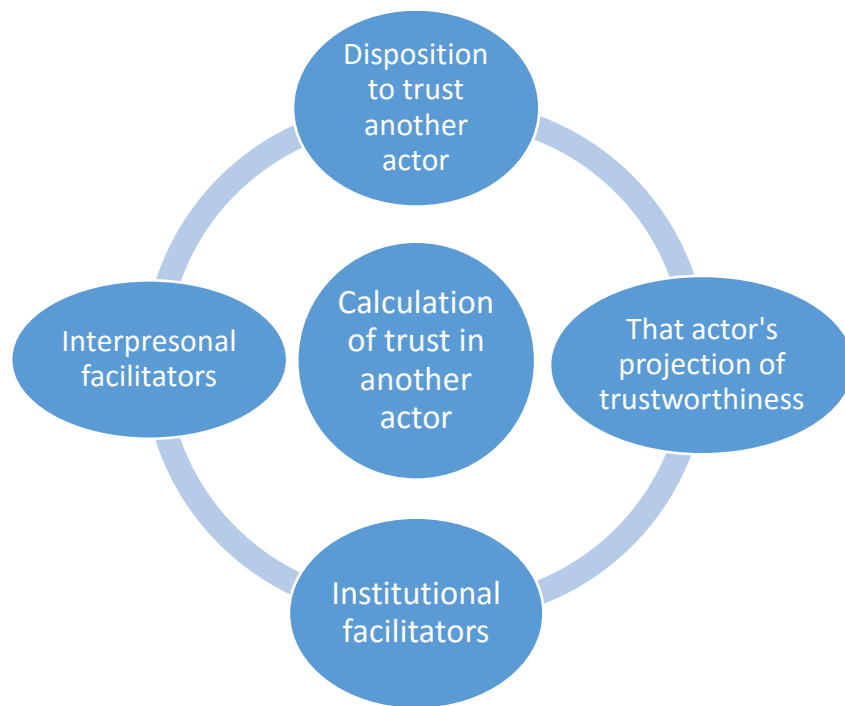 Disposition
to trust
another
actor
Calculation
of trust in
another
actor
Interpresonal
facilitators
That actor's
projection of
trustworthiness
Institutional
facilitators